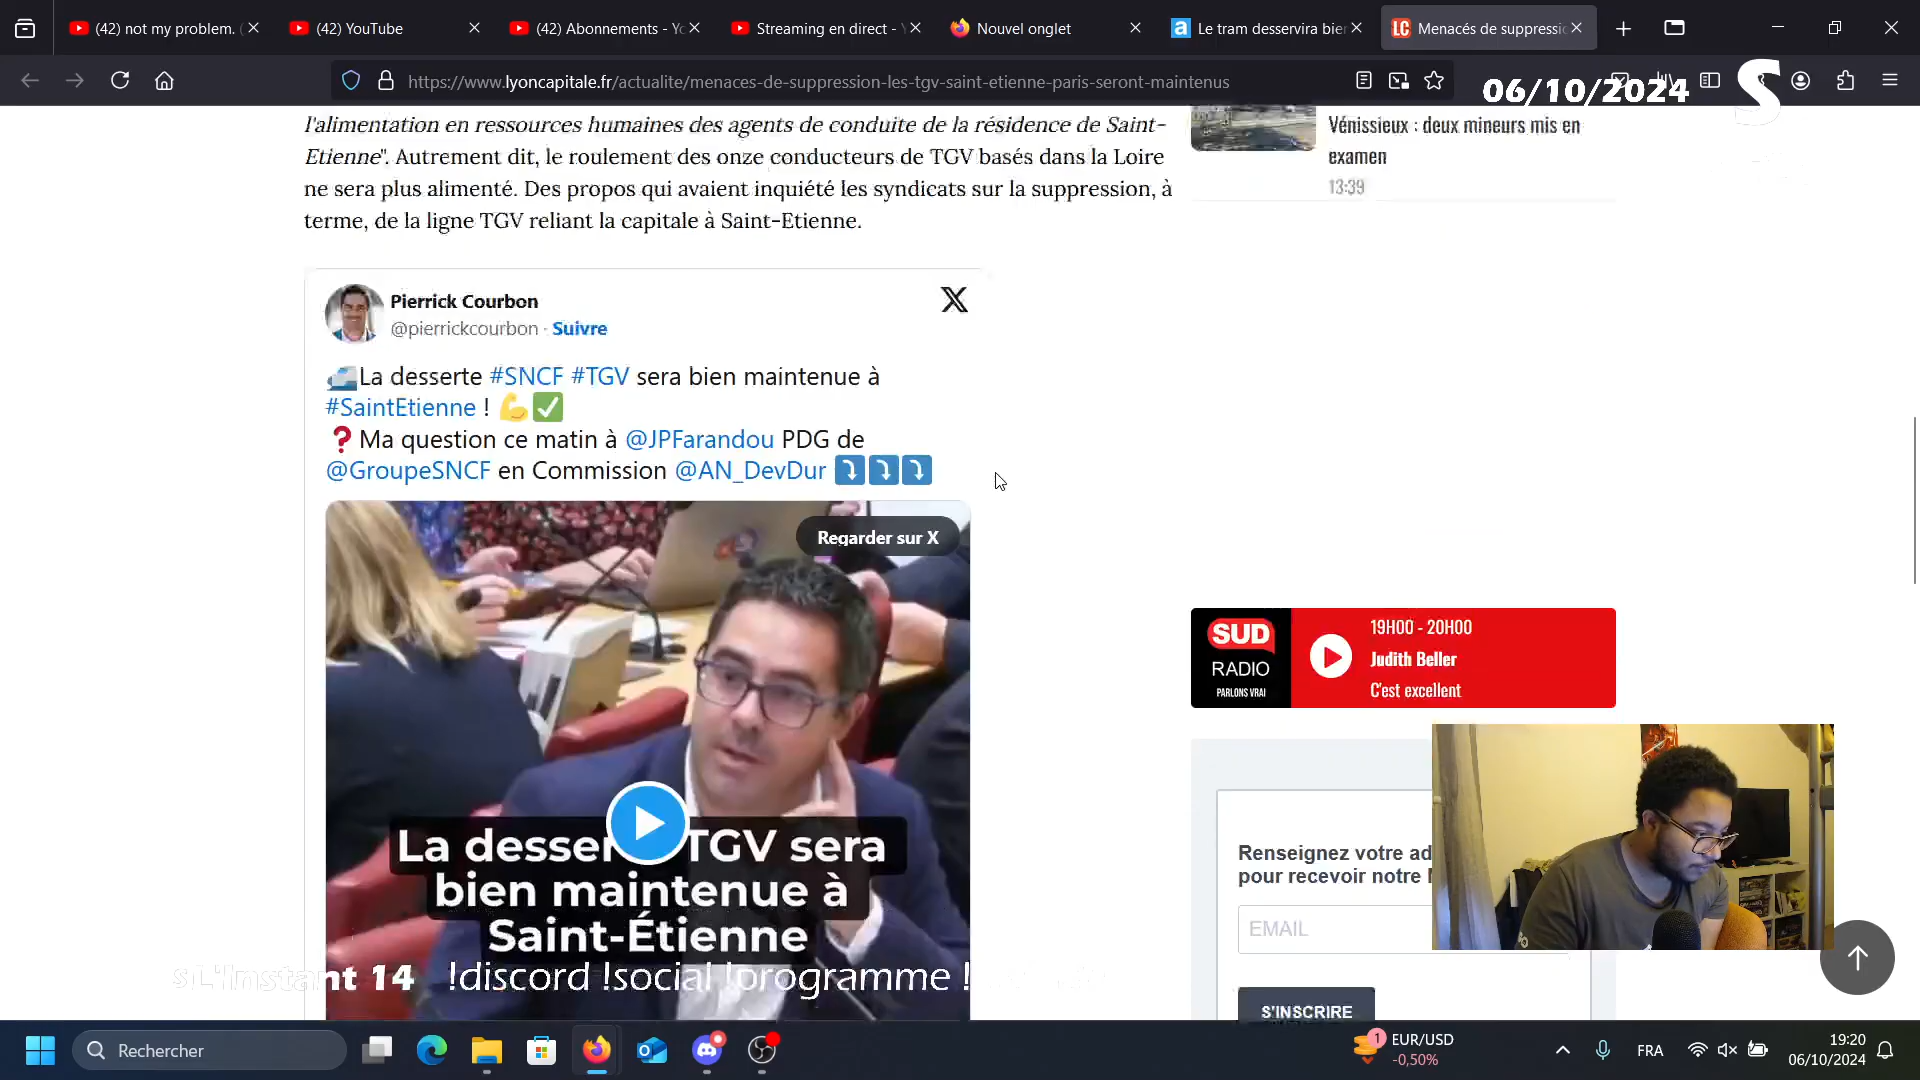 (42) not my problem. (
(42) YouTube
(42) Abonnements - Yo
Streaming en direct - Y
Nouvel onglet
Le tram desservira bien
LC
Menacés de suppressio
https://www.lyoncapitale.fr/actualite/menaces-de-suppression-les-tgv-saint-etienne-paris-seront-maintenus
06/10/2024
S
l'alimentation en ressources humaines des agents de conduite de la résidence de Saint-
Etienne". Autrement dit, le roulement des onze conducteurs de TGV basés dans la Loire
ne sera plus alimenté. Des propos qui avaient inquiété les syndicats sur la suppression, à
terme, de la ligne TGV reliant la capitale à Saint-Etienne.
Vénissieux : deux mineurs mis en
examen
13:39
Pierrick Courbon
@pierrickcourbon · Suivre
🚅La desserte #SNCF #TGV sera bien maintenue à
#SaintEtienne ! 💪✅
❓Ma question ce matin à @JPFarandou PDG de
@GroupeSNCF en Commission @AN_DevDur ⤵️⤵️⤵️
Regarder sur X
TGV sera
bien maintenue à
Saint-Étienne
SUD
RADIO
PARLONS VRAI
19H00 - 20H00
Judith Beller
C'est excellent
Renseignez votre ad
pour recevoir notre
EMAIL
S'INSCRIRE
L'instant 14
!discord !social !programme !
Rechercher
1
EUR/USD
-0,50%
FRA
19:20
06/10/2024